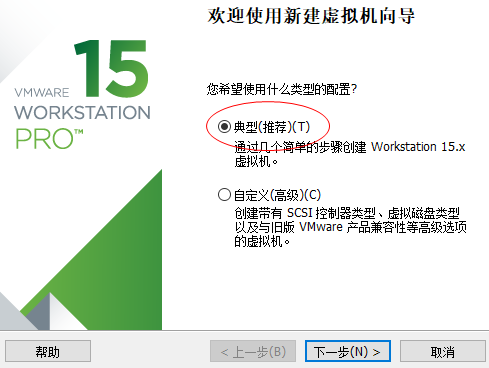 欢迎使用新建虚拟机向导
15
VMWARE
WORKSTATION
PRO™
您希望使用什么类型的配置?
典型(推荐)(T)
通过几个简单的步骤创建 Workstation 15.x
虚拟机。
自定义(高级)(C)
创建带有 SCSI 控制器类型、虚拟磁盘类型
以及与旧版 VMware 产品兼容性等高级选项
的虚拟机。
帮助
< 上一步(B)
下一步(N) >
取消